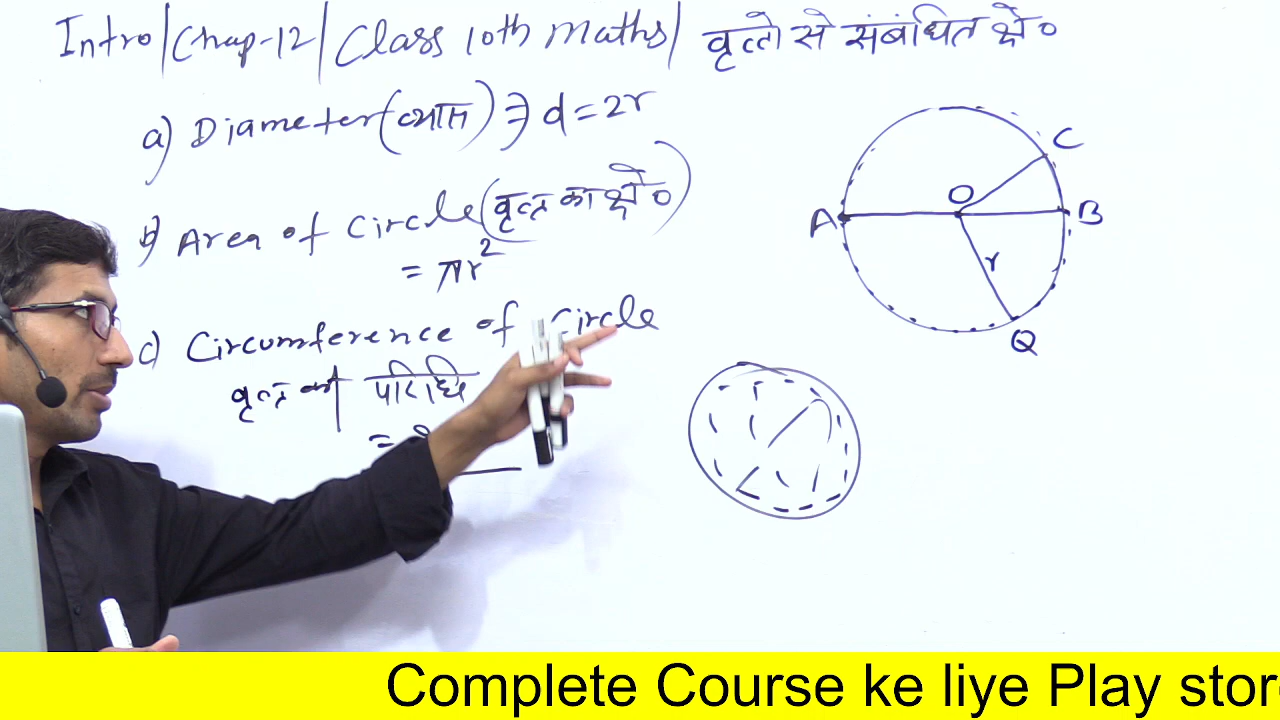 Intro/Chap-12/Class 10th Maths/ वृत्तो से संबंधित क्षे०
a) Diameter (व्यास) ⇒ d = 2r
b) Area of Circle (वृत्त का क्षे०)
= πr²
c) Circumference of Circle
वृत्त की परिधि
=
C
O
A
B
r
Q
Complete Course ke liye Play stor